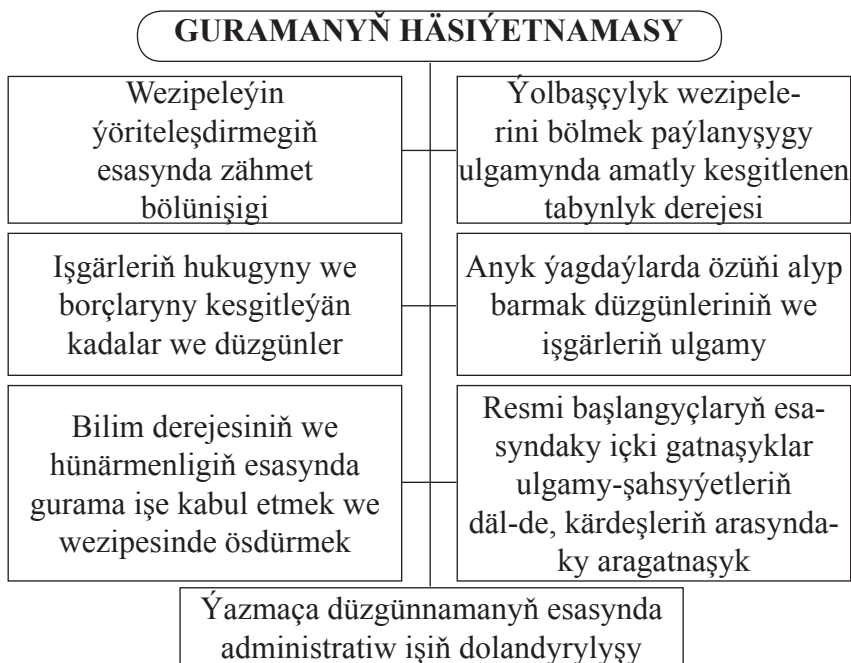 GURAMANYŇ HÄSIÝETNAMASY
Wezipeleýin
ýöriteleşdirmegiň
esasynda zähmet
bölünişigi
Ýolbaşçylyk wezipele-
rini bölmek paýlanyşygy
ulgamynda amatly kesgitlenen
tabynlyk derejesi
Işgärleriň hukugyny we
borçlaryny kesgitleýän
kadalar we düzgünler
Anyk ýagdaýlarda özüňi alyp
barmak düzgünleriniň we
işgärleriň ulgamy
Bilim derejesiniň we
hünärmenligiň esasynda
gurama işe kabul etmek we
wezipesinde ösdürmek
Resmi başlangyçlaryň esa-
syndaky içki gatnaşyklar
ulgamy-şahsyýetleriň
däl-de, kärdeşleriň arasynda-
ky aragatnaşyk
Ýazmaça düzgünnamanyň esasynda
administratiw işiň dolandyrylyşy